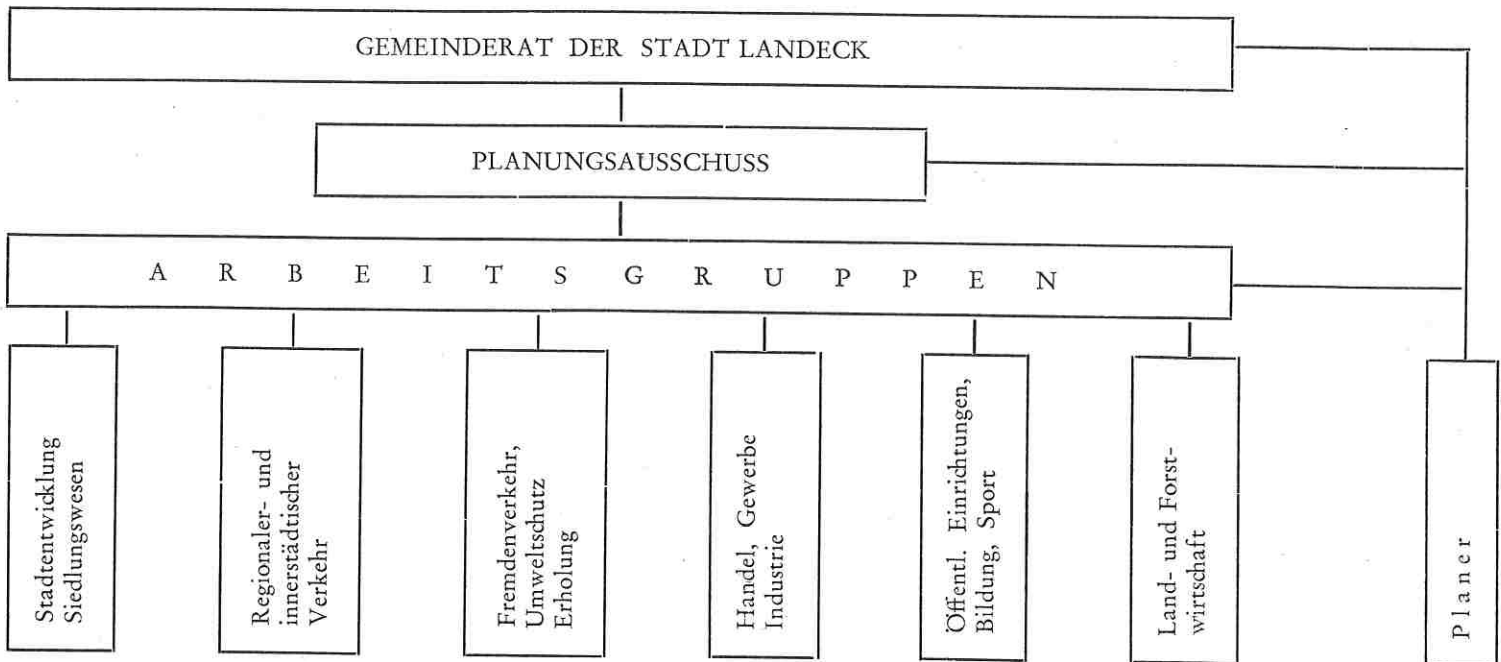 GEMEINDERAT DER STADT LANDECK
PLANUNGSAUSSCHUSS
A R B E I T S G R U P P E N
Stadtentwicklung
Siedlungswesen
Regionaler- und
innerstädtischer
Verkehr
Fremdenverkehr,
Umweltschutz
Erholung
Handel, Gewerbe
Industrie
Öffentl. Einrichtungen,
Bildung, Sport
Land- und Forst-
wirtschaft
P l a n e r